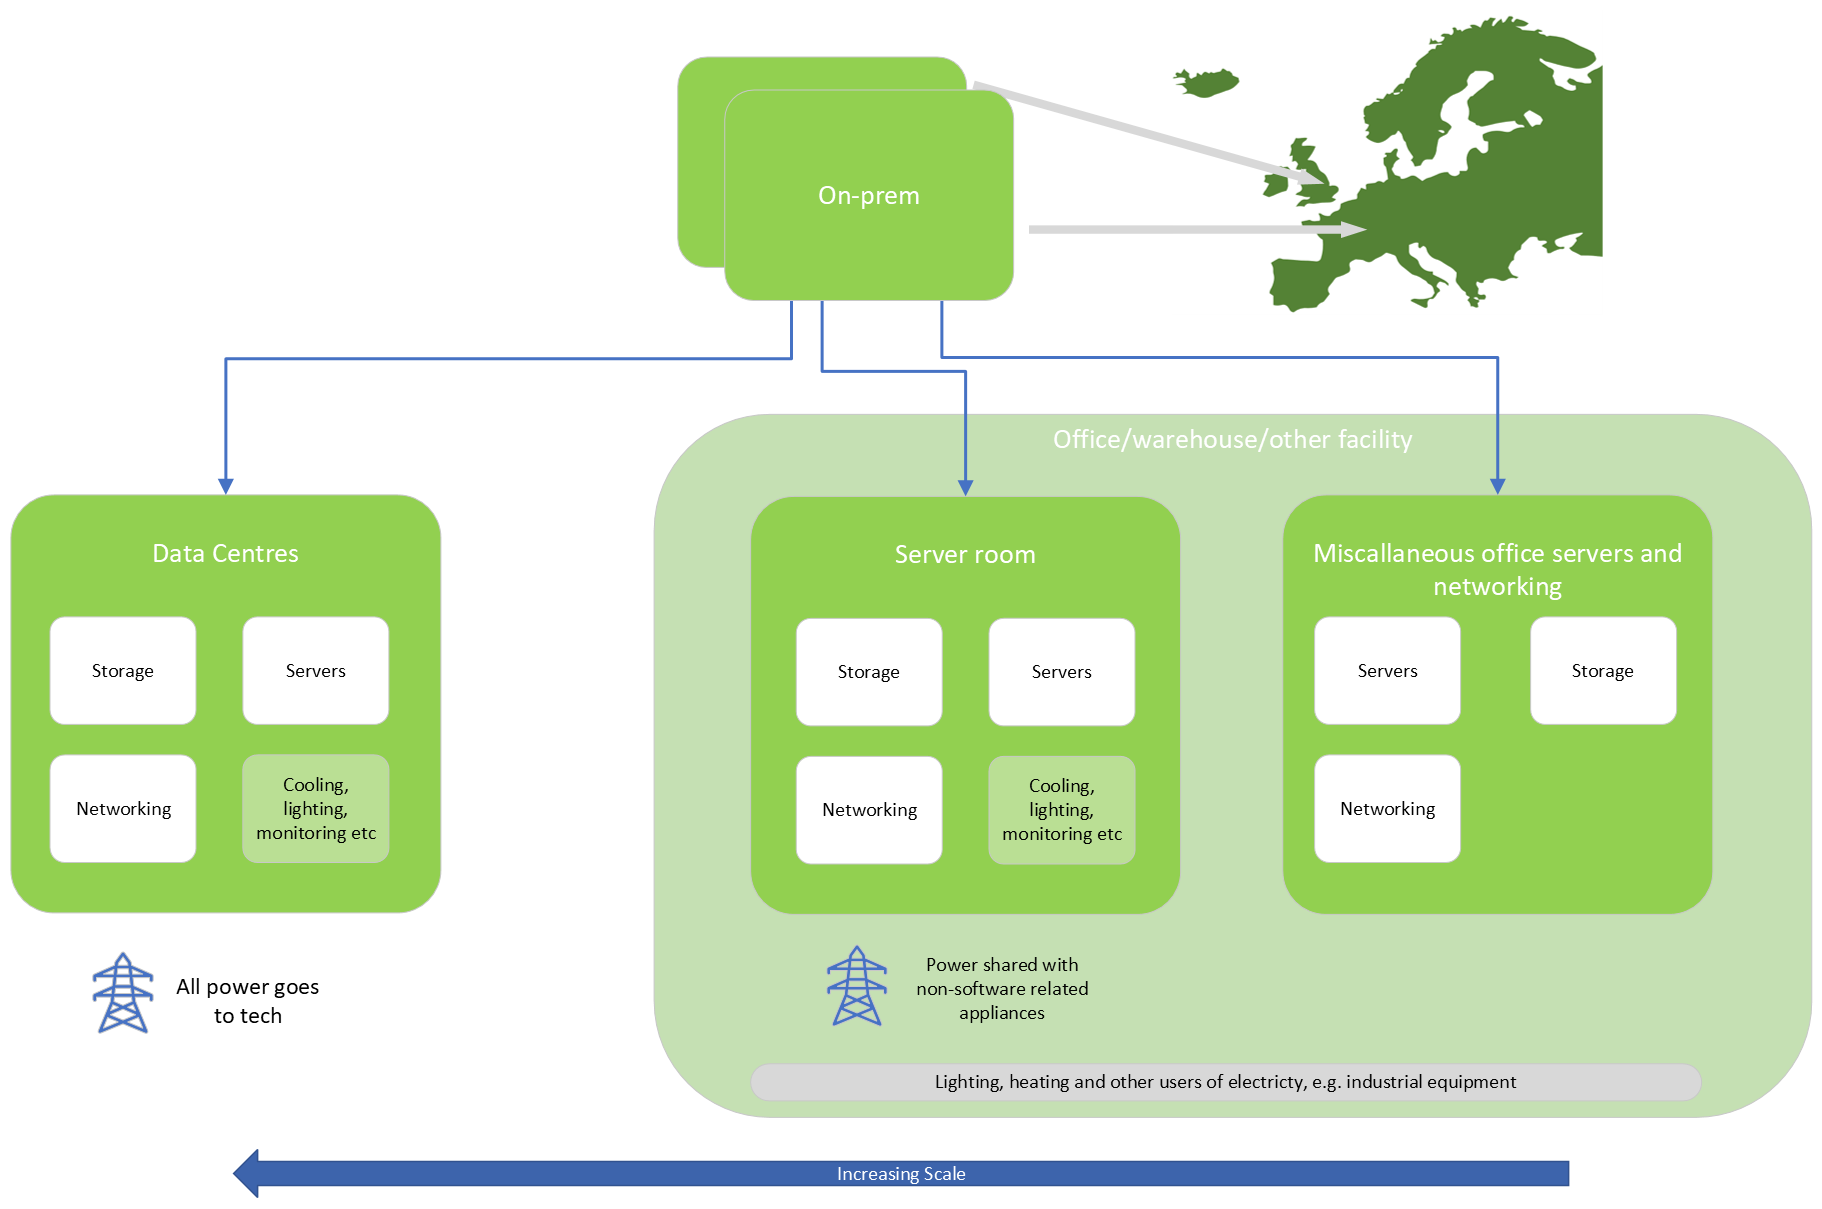 On-prem
Office/warehouse/other facility
Data Centres
Storage
Servers
Networking
Cooling,
lighting,
monitoring etc
Server room
Storage
Servers
Networking
Cooling,
lighting,
monitoring etc
Miscallaneous office servers and
networking
Servers
Storage
Networking
All power goes
to tech
Power shared with
non-software related
appliances
Lighting, heating and other users of electricty, e.g. industrial equipment
Increasing Scale